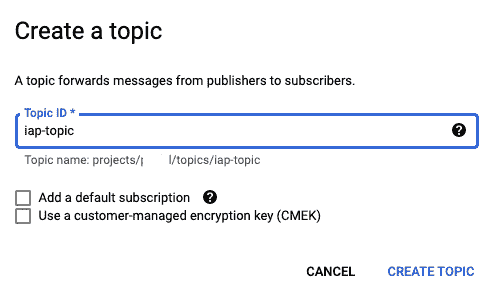 Create a topic
A topic forwards messages from publishers to subscribers.
Topic ID *
iap-topic
Topic name: projects/p l/topics/iap-topic
Add a default subscription
Use a customer-managed encryption key (CMEK)
CANCEL CREATE TOPIC